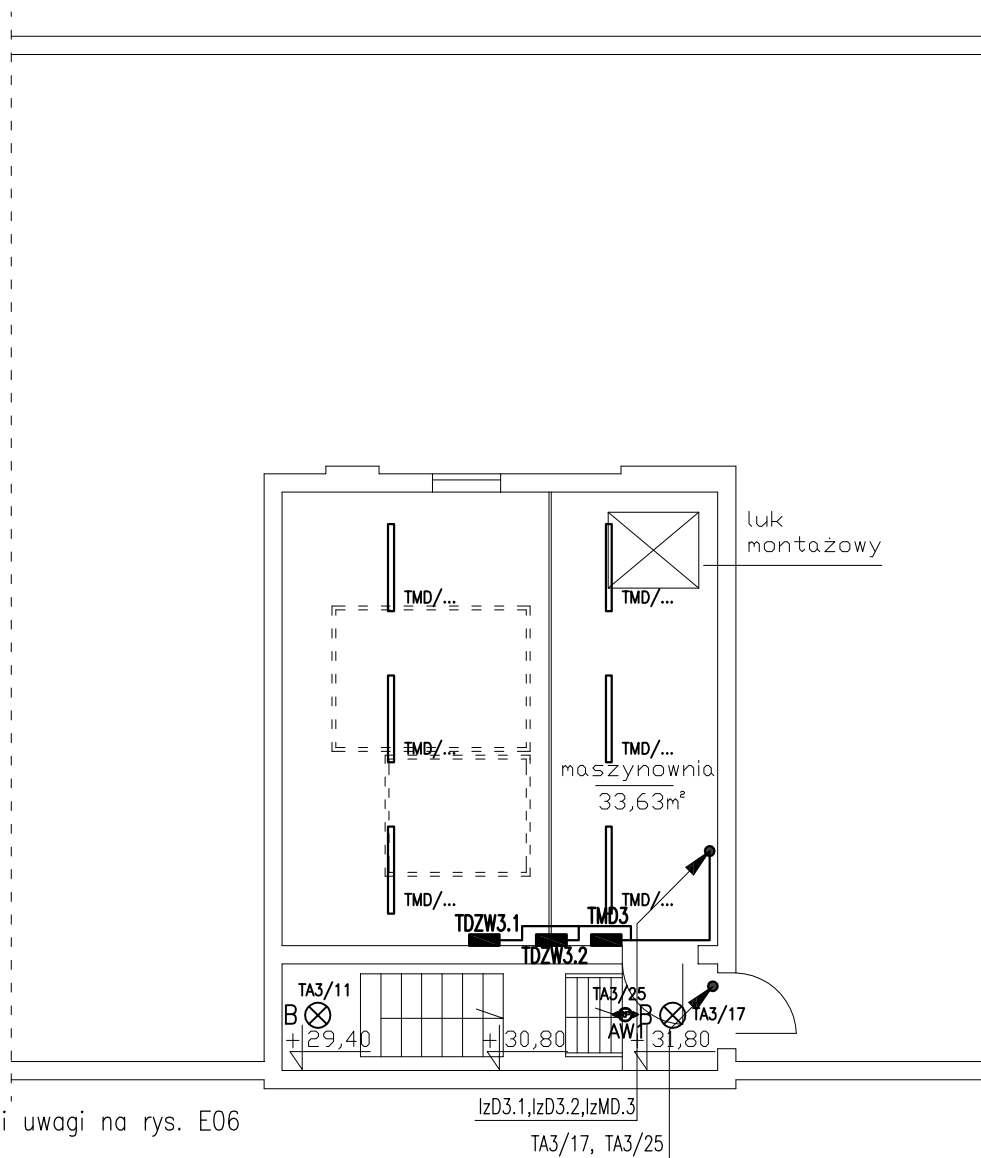 luk
montażowy
TMD/...
TMD/...
TMD/...
TMD/...
maszynownia
33,63m²
TMD/...
TMD/...
TDZW3.1
TMD3
TDZW3.2
TA3/11
B
TA3/25
B
TA3/17
AW1
+29,40
+30,80
+31,80
IzD3.1,IzD3.2,IzMD.3
i uwagi na rys. E06
TA3/17, TA3/25